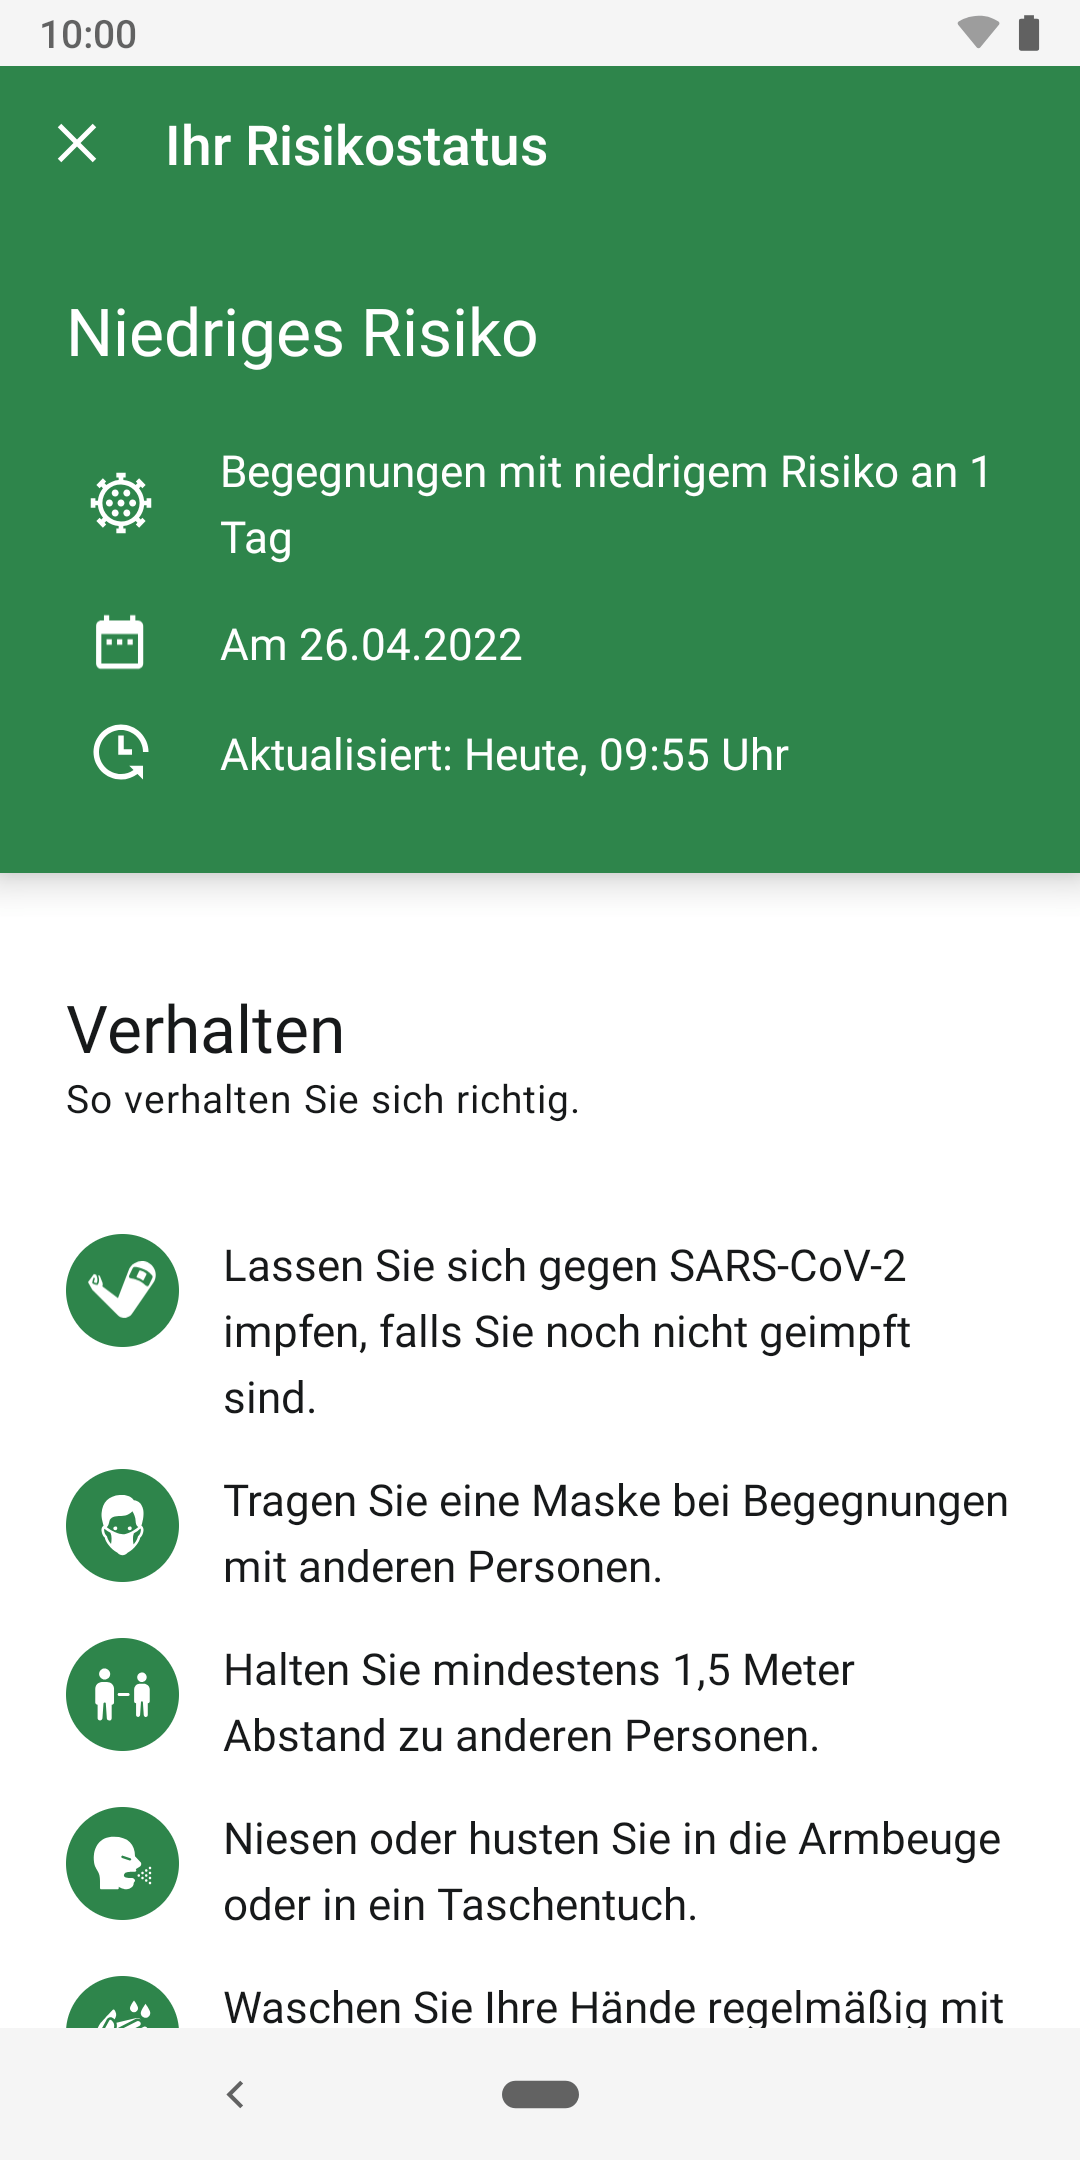 10:00
Ihr Risikostatus
Niedriges Risiko
Begegnungen mit niedrigem Risiko an 1
Tag
Am 26.04.2022
Aktualisiert: Heute, 09:55 Uhr
Verhalten
So verhalten Sie sich richtig.
Lassen Sie sich gegen SARS-CoV-2
impfen, falls Sie noch nicht geimpft
sind.
Tragen Sie eine Maske bei Begegnungen
mit anderen Personen.
Halten Sie mindestens 1,5 Meter
Abstand zu anderen Personen.
Niesen oder husten Sie in die Armbeuge
oder in ein Taschentuch.
Waschen Sie Ihre Hände regelmäßig mit